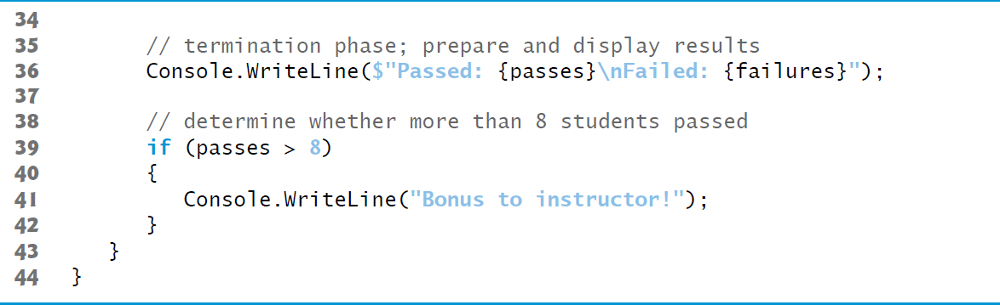 34
35 // termination phase; prepare and display results
36 Console.WriteLine($"Passed: {passes}\nFailed: {failures}");
37
38 // determine whether more than 8 students passed
39 if (passes > 8)
40 {
41 Console.WriteLine("Bonus to instructor!");
42 }
43 }
44 }